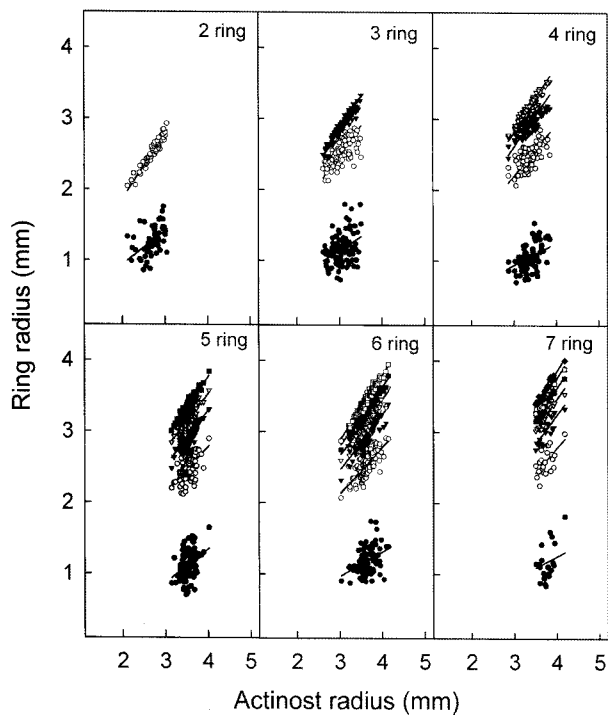 2 ring
3 ring
4 ring
4
3
2
1
5 ring
6 ring
7 ring
4
3
2
1
2 3 4 5 2 3 4 5 2 3 4 5
Ring radius (mm)
Actinost radius (mm)